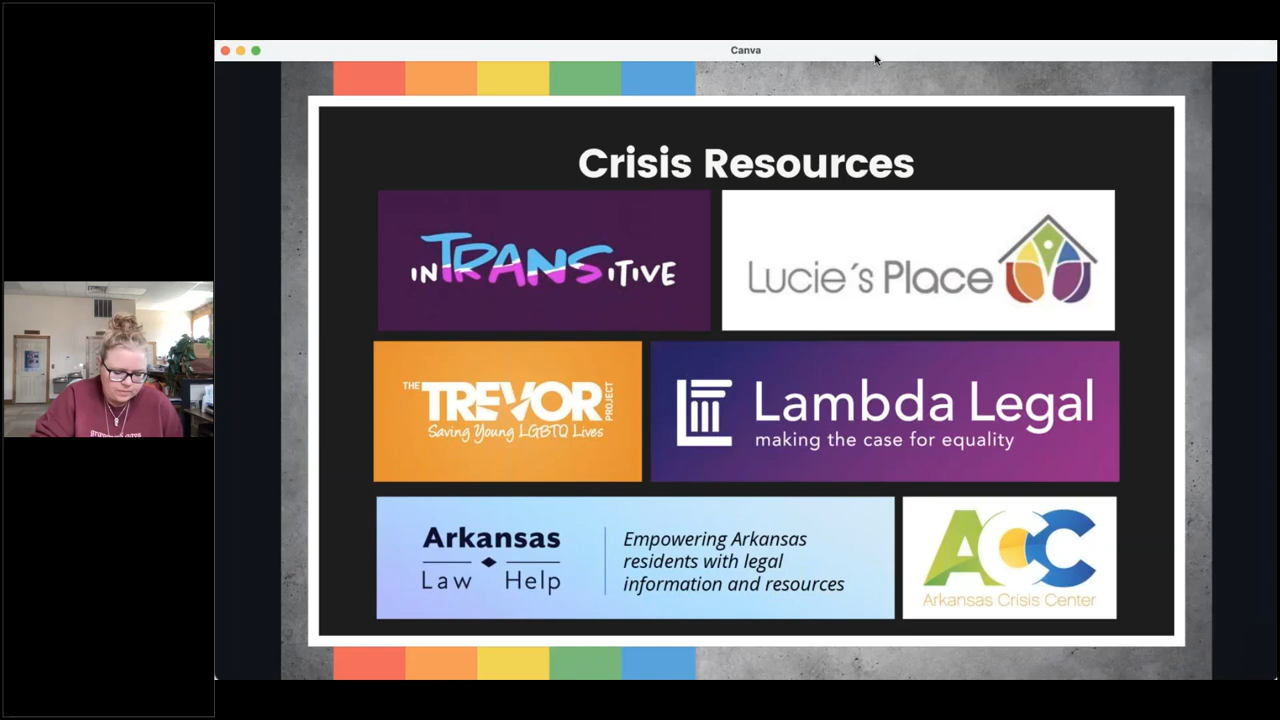 Canva
Crisis Resources
INTRANSITIVE
Lucie´s Place
THE TREVOR PROJECT
Saving Young LGBTQ Lives
Lambda Legal
making the case for equality
Arkansas
Law Help
Empowering Arkansas
residents with legal
information and resources
ACC
Arkansas Crisis Center